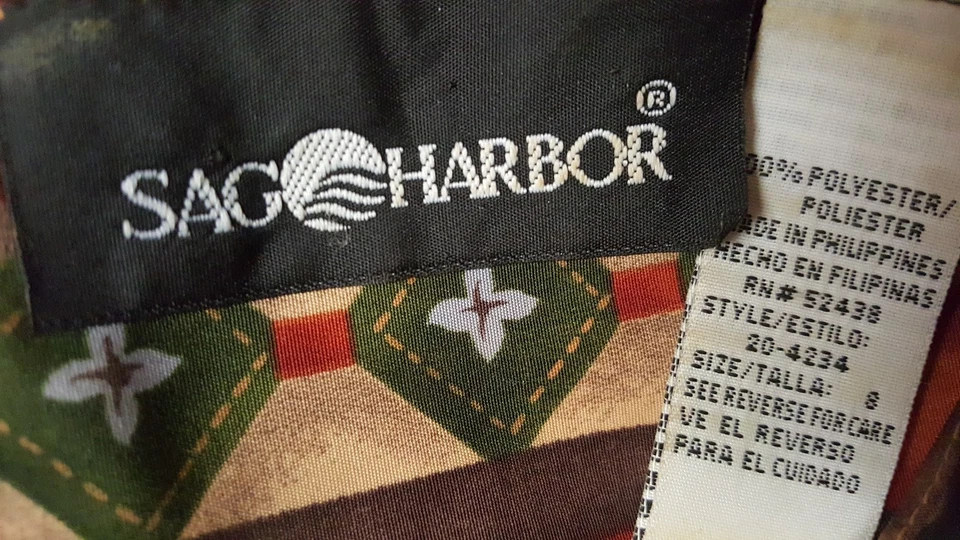 SAG HARBOR®
00% POLYESTER/
POLIESTER
ADE IN PHILIPPINES
HECHO EN FILIPINAS
RN# 52438
STYLE/ESTILO:
20-4234
SIZE/TALLA: 6
SEE REVERSE FOR CARE
VE EL REVERSO
PARA EL CUIDADO